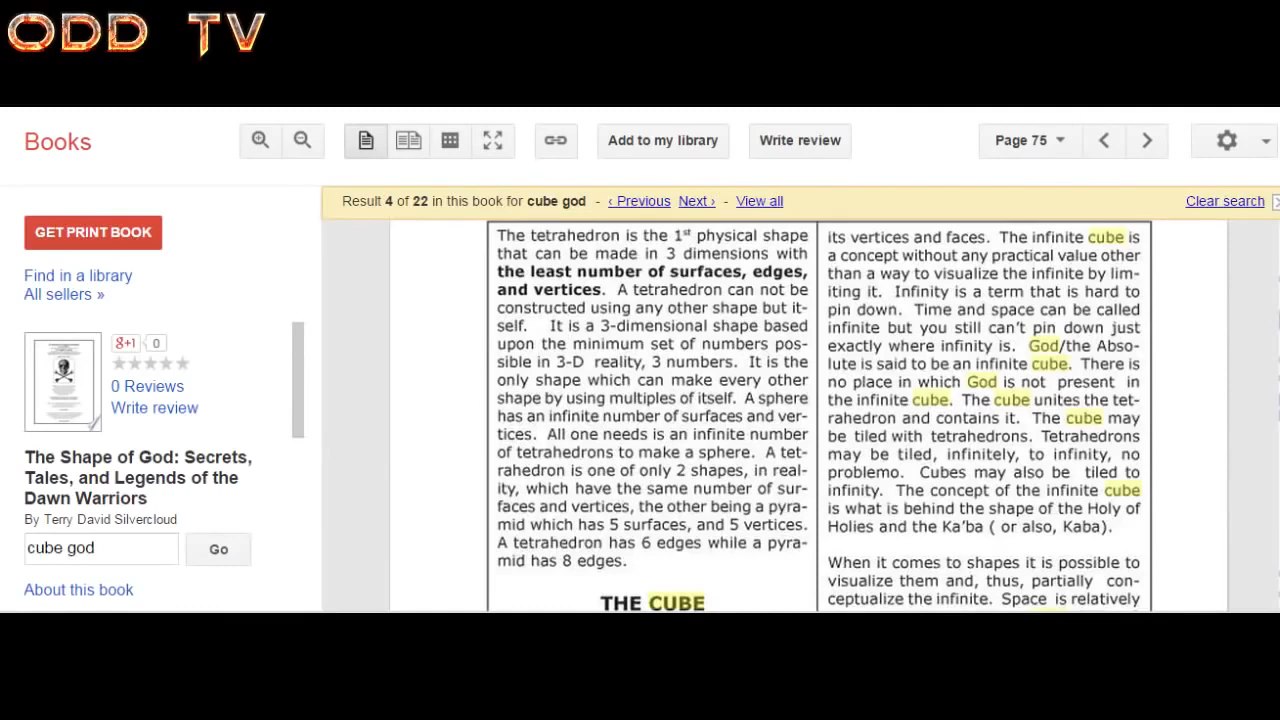 ODD TV
Books
Add to my library
Write review
Page 75
Result 4 of 22 in this book for cube god - ‹ Previous Next › - View all
Clear search
GET PRINT BOOK
Find in a library
All sellers »
g+1 0
0 Reviews
Write review
The Shape of God: Secrets,
Tales, and Legends of the
Dawn Warriors
By Terry David Silvercloud
cube god
Go
About this book
The tetrahedron is the 1st physical shape
that can be made in 3 dimensions with
the least number of surfaces, edges,
and vertices. A tetrahedron can not be
constructed using any other shape but it-
self. It is a 3-dimensional shape based
upon the minimum set of numbers pos-
sible in 3-D reality, 3 numbers. It is the
only shape which can make every other
shape by using multiples of itself. A sphere
has an infinite number of surfaces and ver-
tices. All one needs is an infinite number
of tetrahedrons to make a sphere. A tet-
rahedron is one of only 2 shapes, in real-
ity, which have the same number of sur-
faces and vertices, the other being a pyra-
mid which has 5 surfaces, and 5 vertices.
A tetrahedron has 6 edges while a pyra-
mid has 8 edges.
THE CUBE
its vertices and faces. The infinite cube is
a concept without any practical value other
than a way to visualize the infinite by lim-
iting it. Infinity is a term that is hard to
pin down. Time and space can be called
infinite but you still can't pin down just
exactly where infinity is. God/the Abso-
lute is said to be an infinite cube. There is
no place in which God is not present in
the infinite cube. The cube unites the tet-
rahedron and contains it. The cube may
be tiled with tetrahedrons. Tetrahedrons
may be tiled, infinitely, to infinity, no
problemo. Cubes may also be tiled to
infinity. The concept of the infinite cube
is what is behind the shape of the Holy of
Holies and the Ka'ba ( or also, Kaba).
When it comes to shapes it is possible to
visualize them and, thus, partially con-
ceptualize the infinite. Space is relatively